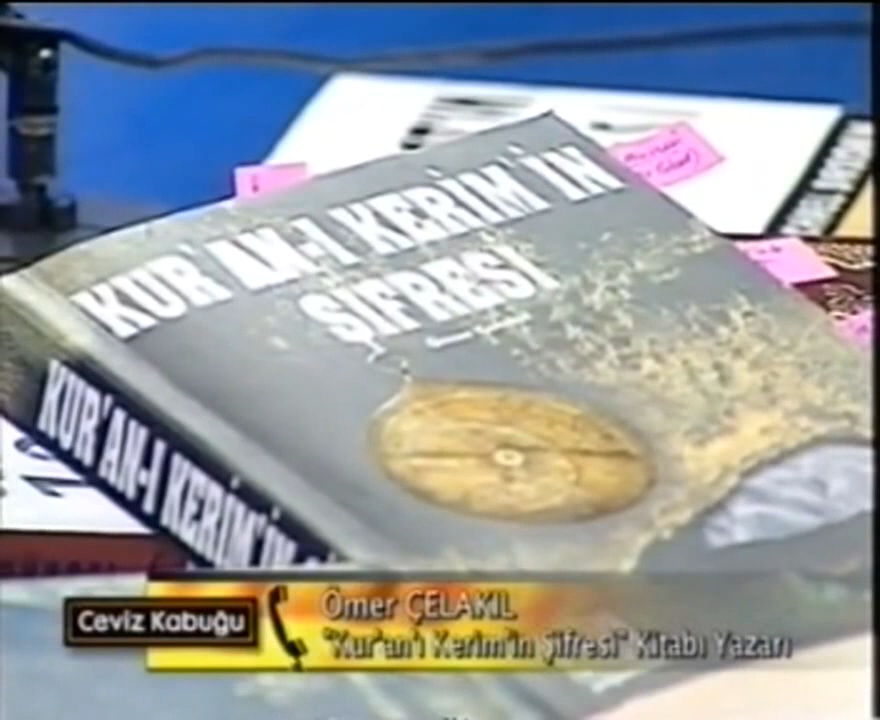 KUR'AN-I KERİM'İN
ŞİFRESİ
KUR'AN-I KERİM'İN
Ceviz Kabuğu
Ömer ÇELAKIL
"Kur'an'ı Kerim'in Şifresi" Kitabı Yazarı